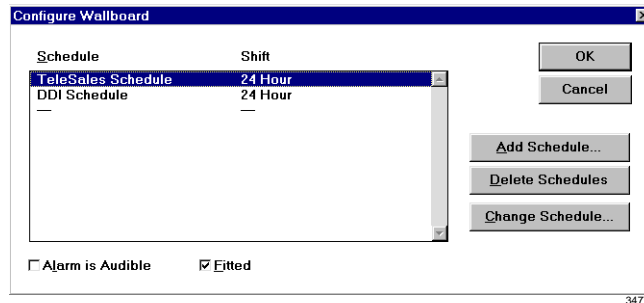 Configure Wallboard
Schedule Shift
OK
TeleSales Schedule 24 Hour
DDI Schedule 24 Hour
— —
Cancel
Add Schedule...
Delete Schedules
Change Schedule...
Alarm is Audible Fitted
347